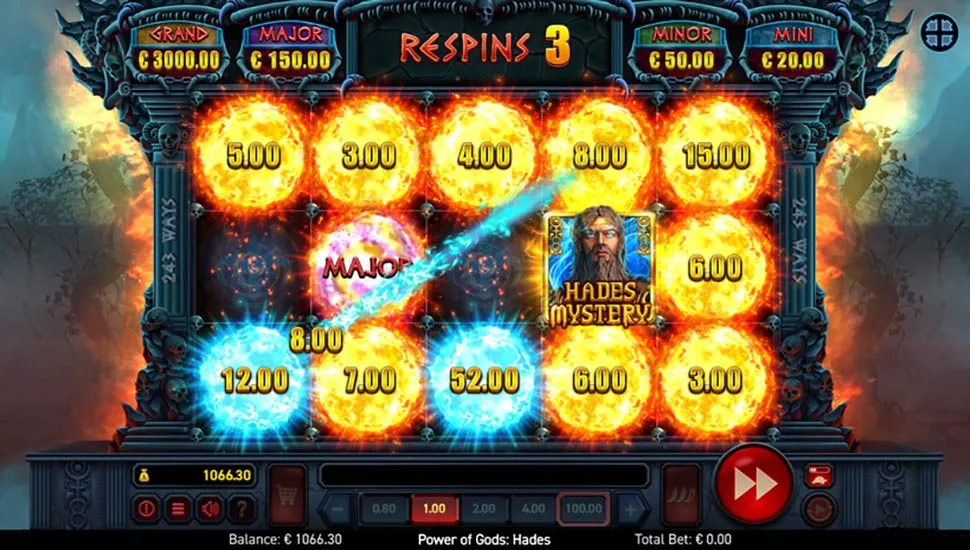 GRAND
€ 3000.00
MAJOR
€ 150.00
RESPINS 3
MINOR
€ 50.00
MINI
€ 20.00
5.00 3.00 4.00 8.00 15.00
243 WAYS
MAJOR
HADES
MYSTERY
6.00
243 WAYS
8.00
12.00 7.00 52.00 6.00 3.00
1066.30
- 0.80 1.00 2.00 4.00 100.00 +
?
Balance: € 1066.30 Power of Gods: Hades Total Bet: € 0.00